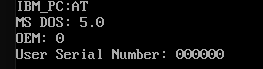 IBM_PC:AT
MS DOS: 5.0
OEM: 0
User Serial Number: 000000